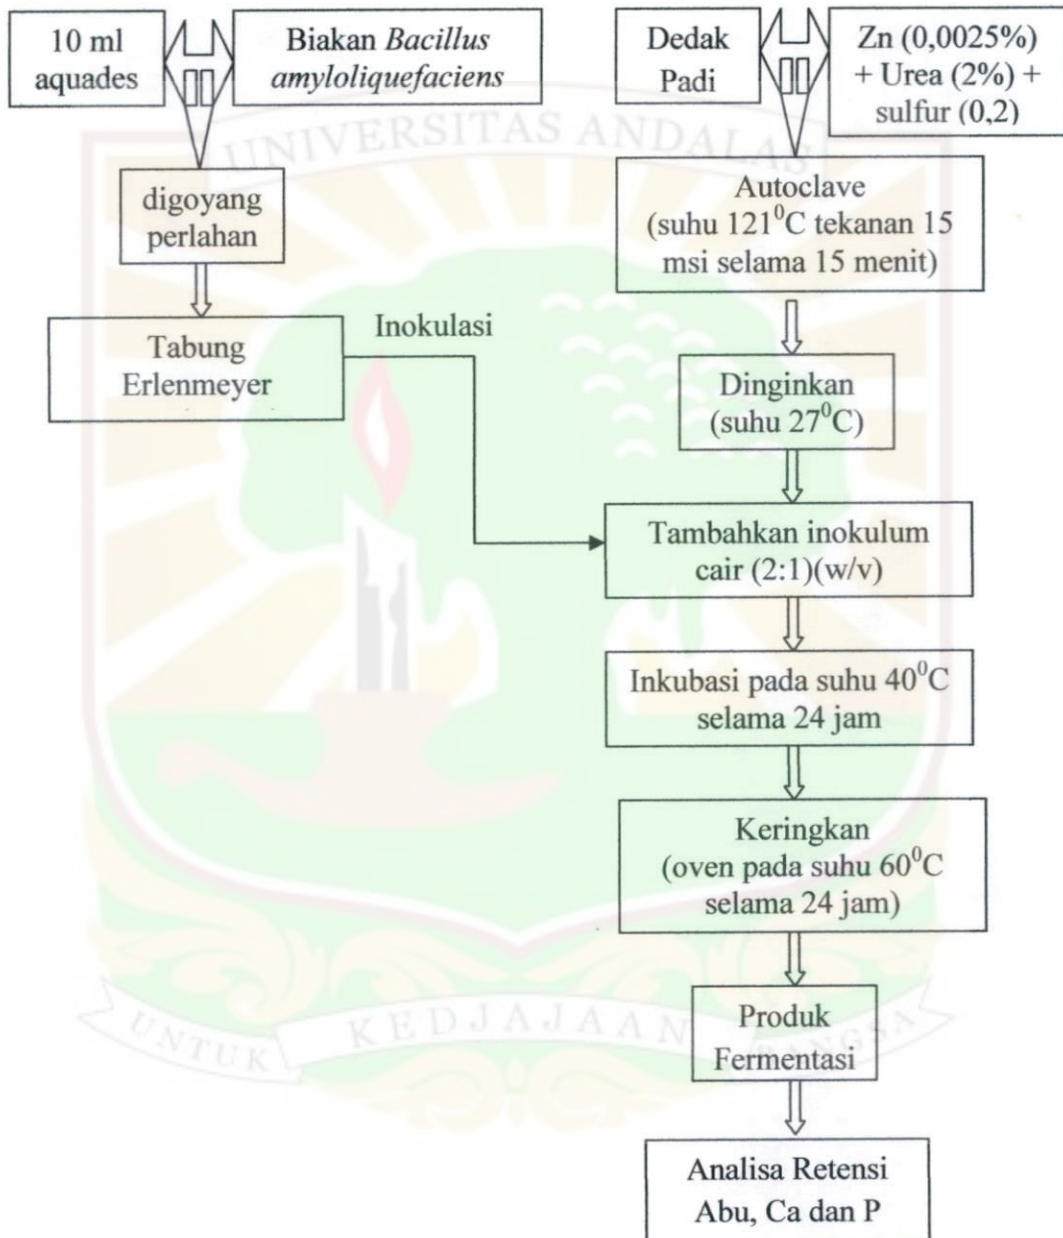 10 ml
aquades
Biakan Bacillus
amyloliquefaciens
digoyang
perlahan
Tabung
Erlenmeyer
Inokulasi
Dedak
Padi
Zn (0,0025%)
+ Urea (2%) +
sulfur (0,2)
Autoclave
(suhu 121⁰C tekanan 15
msi selama 15 menit)
Dinginkan
(suhu 27⁰C)
Tambahkan inokulum
cair (2:1)(w/v)
Inkubasi pada suhu 40⁰C
selama 24 jam
Keringkan
(oven pada suhu 60⁰C
selama 24 jam)
Produk
Fermentasi
Analisa Retensi
Abu, Ca dan P
UNIVERSITAS ANDALAS
UNTUK KEDJAJAAN BANGSA